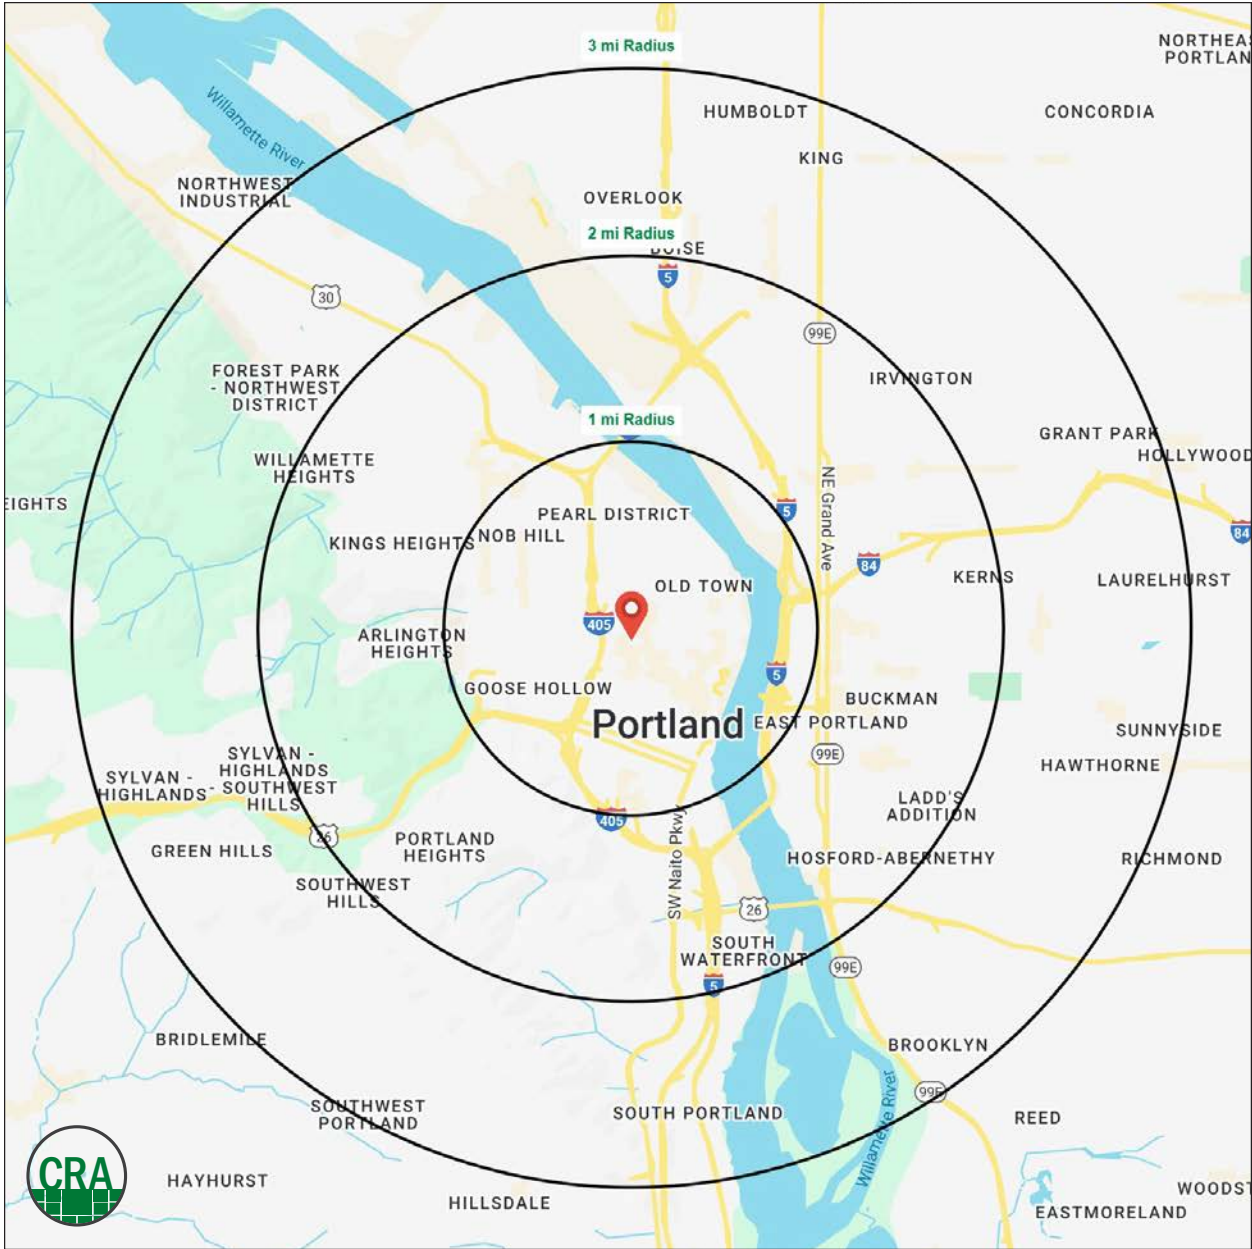 3 mi Radius
NORTHEA
PORTLAN
HUMBOLDT
CONCORDIA
Willamette River
KING
NORTHWEST
INDUSTRIAL
OVERLOOK
2 mi Radius
BOISE
5
30
99E
FOREST PARK
- NORTHWEST
DISTRICT
IRVINGTON
1 mi Radius
GRANT PARK
HOLLYWOOD
WILLAMETTE
HEIGHTS
EIGHTS
NE Grand Ave
PEARL DISTRICT
5
NOB HILL
KINGS HEIGHTS
84
84
KERNS
LAURELHURST
OLD TOWN
405
ARLINGTON
HEIGHTS
5
GOOSE HOLLOW
BUCKMAN
Portland
EAST PORTLAND
SUNNYSIDE
99E
SYLVAN -
HIGHLANDS
- SOUTHWEST
HILLS
SYLVAN -
HIGHLANDS
HAWTHORNE
LADD'S
ADDITION
405
26
PORTLAND
HEIGHTS
GREEN HILLS
SW Naito Pkwy
HOSFORD-ABERNETHY
RICHMOND
SOUTHWEST
HILLS
26
SOUTH
WATERFRONT
99E
5
BRIDLEMILE
BROOKLYN
99E
SOUTHWEST
PORTLAND
SOUTH PORTLAND
REED
Willamette River
CRA
HAYHURST
HILLSDALE
WOODST
EASTMORELAND